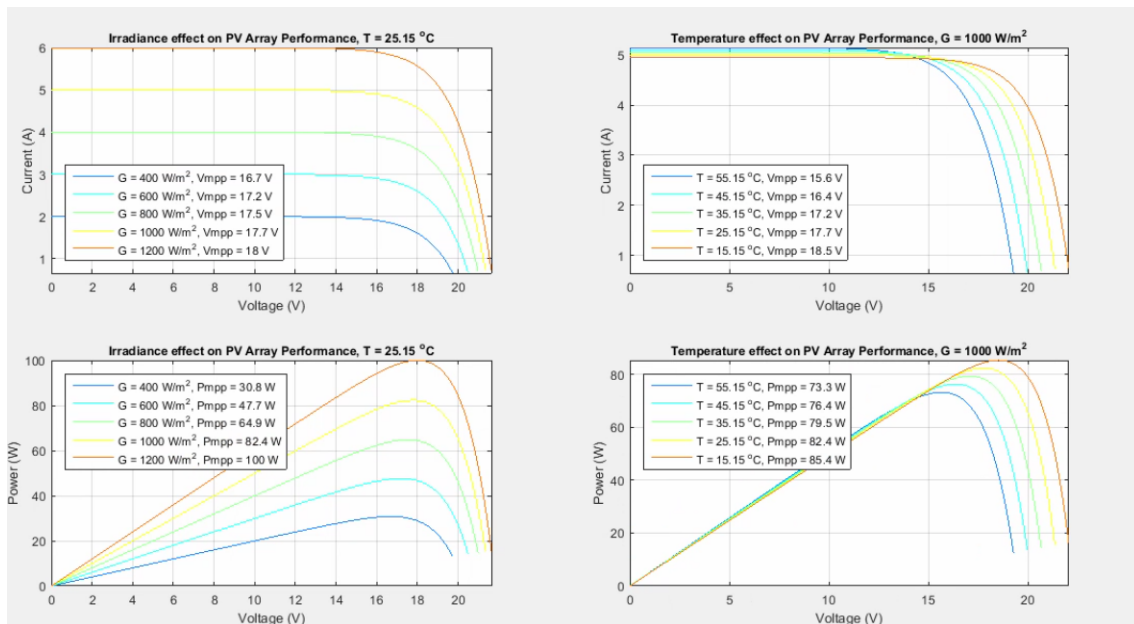 Irradiance effect on PV Array Performance, T = 25.15 °C
6
5
4
3
2
1
Current (A)
G = 400 W/m², Vmpp = 16.7 V
G = 600 W/m², Vmpp = 17.2 V
G = 800 W/m², Vmpp = 17.5 V
G = 1000 W/m², Vmpp = 17.7 V
G = 1200 W/m², Vmpp = 18 V
0 2 4 6 8 10 12 14 16 18 20
Voltage (V)
Temperature effect on PV Array Performance, G = 1000 W/m²
5
4
3
2
1
Current (A)
T = 55.15 °C, Vmpp = 15.6 V
T = 45.15 °C, Vmpp = 16.4 V
T = 35.15 °C, Vmpp = 17.2 V
T = 25.15 °C, Vmpp = 17.7 V
T = 15.15 °C, Vmpp = 18.5 V
0 5 10 15 20
Voltage (V)
Irradiance effect on PV Array Performance, T = 25.15 °C
100
80
60
40
20
0
Power (W)
G = 400 W/m², Pmpp = 30.8 W
G = 600 W/m², Pmpp = 47.7 W
G = 800 W/m², Pmpp = 64.9 W
G = 1000 W/m², Pmpp = 82.4 W
G = 1200 W/m², Pmpp = 100 W
0 2 4 6 8 10 12 14 16 18 20
Voltage (V)
Temperature effect on PV Array Performance, G = 1000 W/m²
80
60
40
20
0
Power (W)
T = 55.15 °C, Pmpp = 73.3 W
T = 45.15 °C, Pmpp = 76.4 W
T = 35.15 °C, Pmpp = 79.5 W
T = 25.15 °C, Pmpp = 82.4 W
T = 15.15 °C, Pmpp = 85.4 W
0 5 10 15 20
Voltage (V)